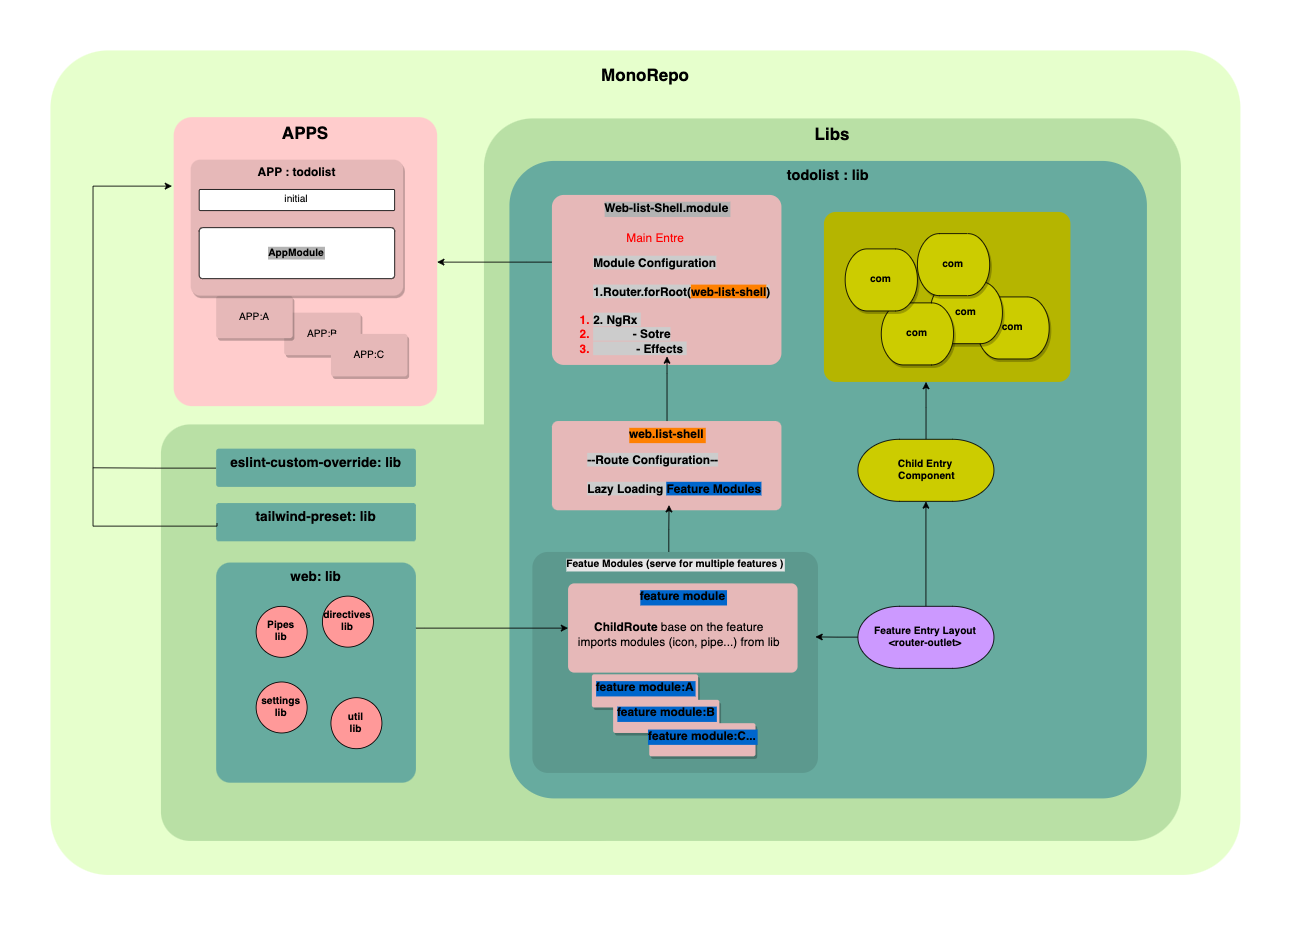 MonoRepo
APPS
APP : todolist
initial
AppModule
APP:A
APP:B
APP:C
Libs
todolist : lib
Web-list-Shell.module
Main Entre
Module Configuration
1.Router.forRoot(web-list-shell)
1. 2. NgRx
2. - Sotre
3. - Effects
com
com
com
com
com
web.list-shell
--Route Configuration--
Lazy Loading Feature Modules
Child Entry
Component
eslint-custom-override: lib
tailwind-preset: lib
web: lib
Pipes
lib
directives
lib
settings
lib
util
lib
Featue Modules (serve for multiple features )
feature module
ChildRoute base on the feature
imports modules (icon, pipe...) from lib
feature module:A
feature module:B
feature module:C...
Feature Entry Layout
<router-outlet>